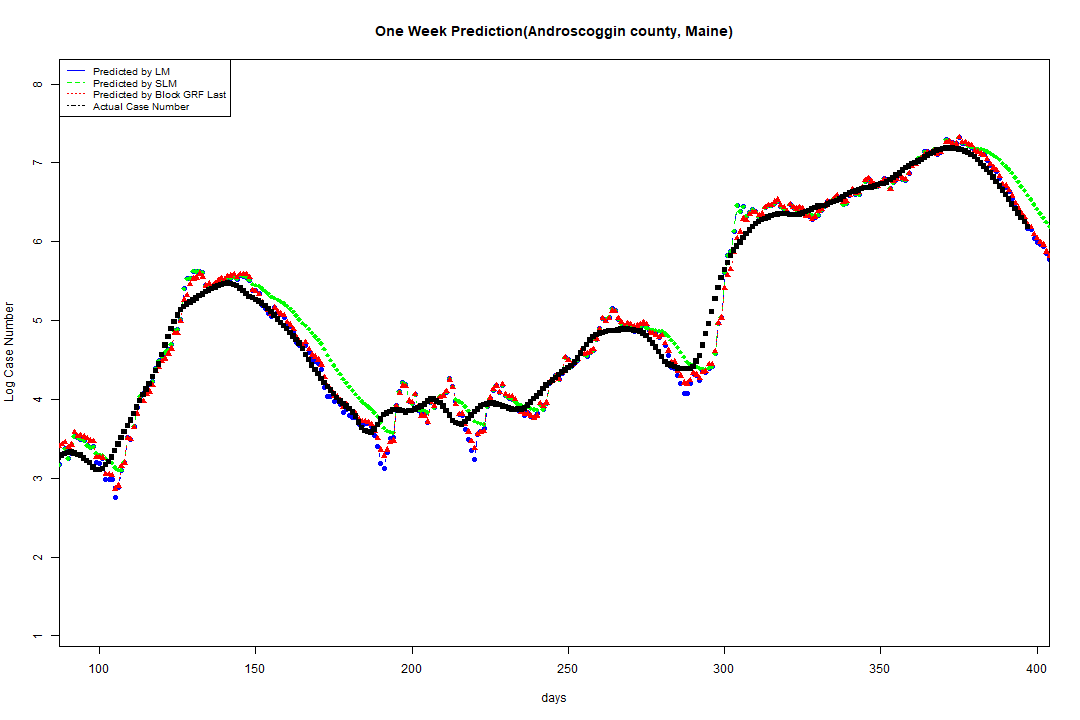 One Week Prediction(Androscoggin county, Maine)
Predicted by LM
Predicted by SLM
Predicted by Block GRF Last
Actual Case Number
8
7
6
5
4
3
2
1
Log Case Number
100 150 200 250 300 350 400
days